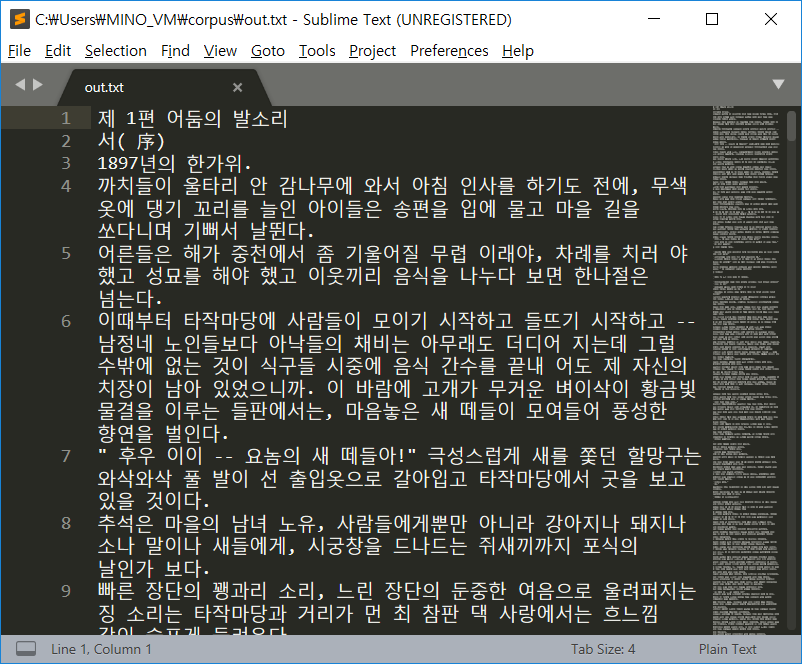 C:₩Users₩MINO_VM₩corpus₩out.txt - Sublime Text (UNREGISTERED)
File Edit Selection Find View Goto Tools Project Preferences Help
out.txt
1 제 1편 어둠의 발소리
2 서( 序)
3 1897년의 한가위.
4 까치들이 울타리 안 감나무에 와서 아침 인사를 하기도 전에, 무색
옷에 댕기 꼬리를 늘인 아이들은 송편을 입에 물고 마을 길을
쏘다니며 기뻐서 날뛴다.
5 어른들은 해가 중천에서 좀 기울어질 무렵 이래야, 차례를 치러 야
했고 성묘를 해야 했고 이웃끼리 음식을 나누다 보면 한나절은
넘는다.
6 이때부터 타작마당에 사람들이 모이기 시작하고 들뜨기 시작하고 --
남정네 노인들보다 아낙들의 채비는 아무래도 더디어 지는데 그럴
수밖에 없는 것이 식구들 시중에 음식 간수를 끝내 어도 제 자신의
치장이 남아 있었으니까. 이 바람에 고개가 무거운 벼이삭이 황금빛
물결을 이루는 들판에서는, 마음놓은 새 떼들이 모여들어 풍성한
향연을 벌인다.
7 " 후우 이이 -- 요놈의 새 떼들아!" 극성스럽게 새를 쫓던 할망구는
와삭와삭 풀 발이 선 출입옷으로 갈아입고 타작마당에서 굿을 보고
있을 것이다.
8 추석은 마을의 남녀 노유, 사람들에게뿐만 아니라 강아지나 돼지나
소나 말이나 새들에게, 시궁창을 드나드는 쥐새끼까지 포식의
날인가 보다.
9 빠른 장단의 꽹과리 소리, 느린 장단의 둔중한 여음으로 울려퍼지는
징 소리는 타작마당과 거리가 먼 최 참판 댁 사랑에서는 흐느낌
같이 슬프게 들려온다
Line 1, Column 1 Tab Size: 4 Plain Text